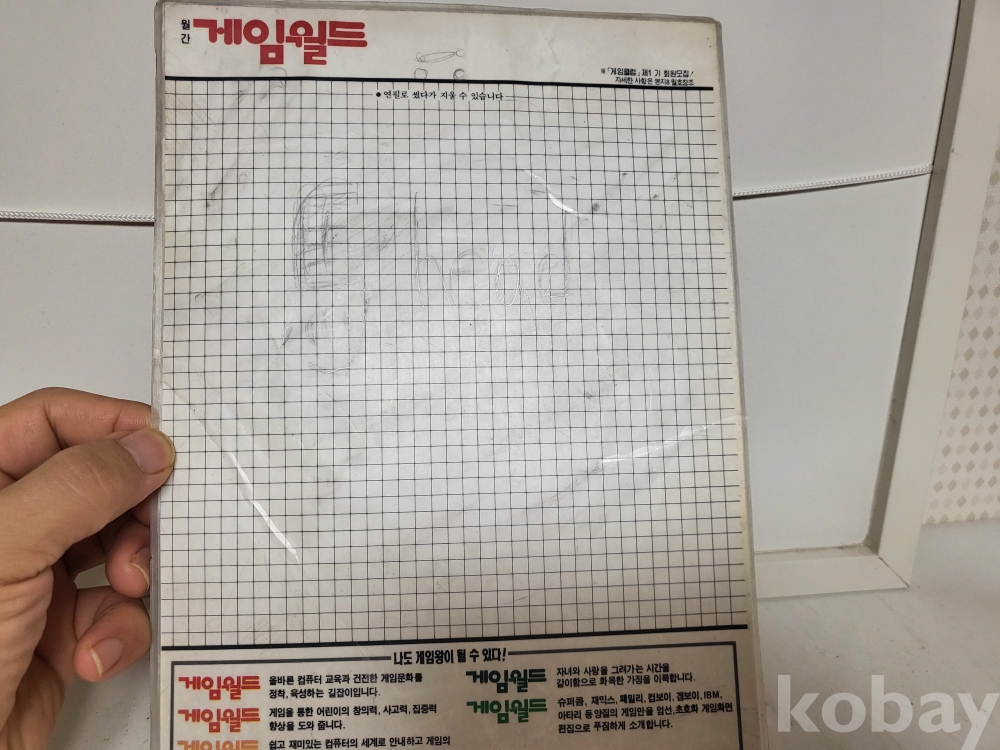 월간 게임월드
※「게임클럽」제1기 회원모집!
자세한 사항은 본지 8월호참조
● 연필로 썼다가 지울 수 있습니다
head
나도 게임왕이 될 수 있다!
게임월드 올바른 컴퓨터 교육과 건전한 게임문화를
정착, 육성하는 길잡이입니다.
게임월드 게임을 통한 어린이의 창의력, 사고력, 집중력
향상을 도와 줍니다.
게임월드 쉽고 재미있는 컴퓨터의 세계로 안내하고 게임의
게임월드 자녀와 사랑을 그려가는 시간을
같이함으로 화목한 가정을 이룩합니다.
게임월드 슈퍼콤, 재믹스, 패밀리, 컴보이, 겜보이, IBM,
아타리 등 양질의 게임만을 엄선, 초호화 게임화면
편집으로 푸짐하게 소개합니다.
kobay